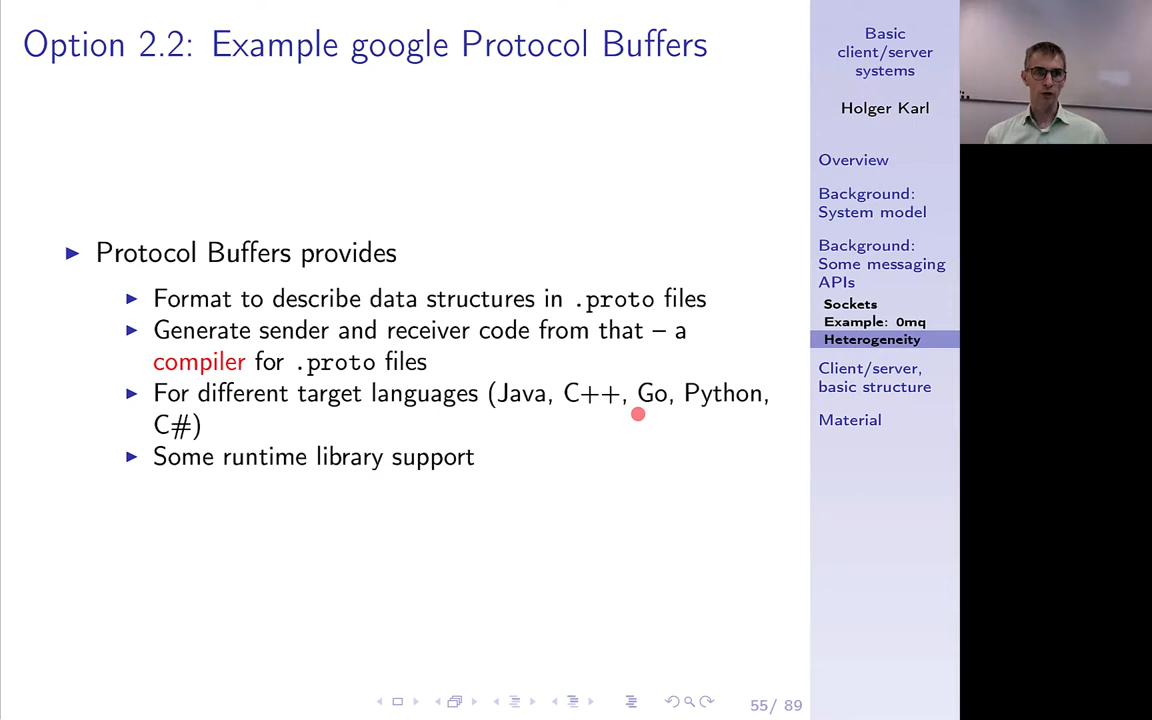 Option 2.2: Example google Protocol Buffers
Protocol Buffers provides
Format to describe data structures in .proto files
Generate sender and receiver code from that – a
compiler for .proto files
For different target languages (Java, C++, Go, Python,
C#)
Some runtime library support
55/ 89
Basic
client/server
systems
Holger Karl
Overview
Background:
System model
Background:
Some messaging
APIs
Sockets
Example: 0mq
Heterogeneity
Client/server,
basic structure
Material